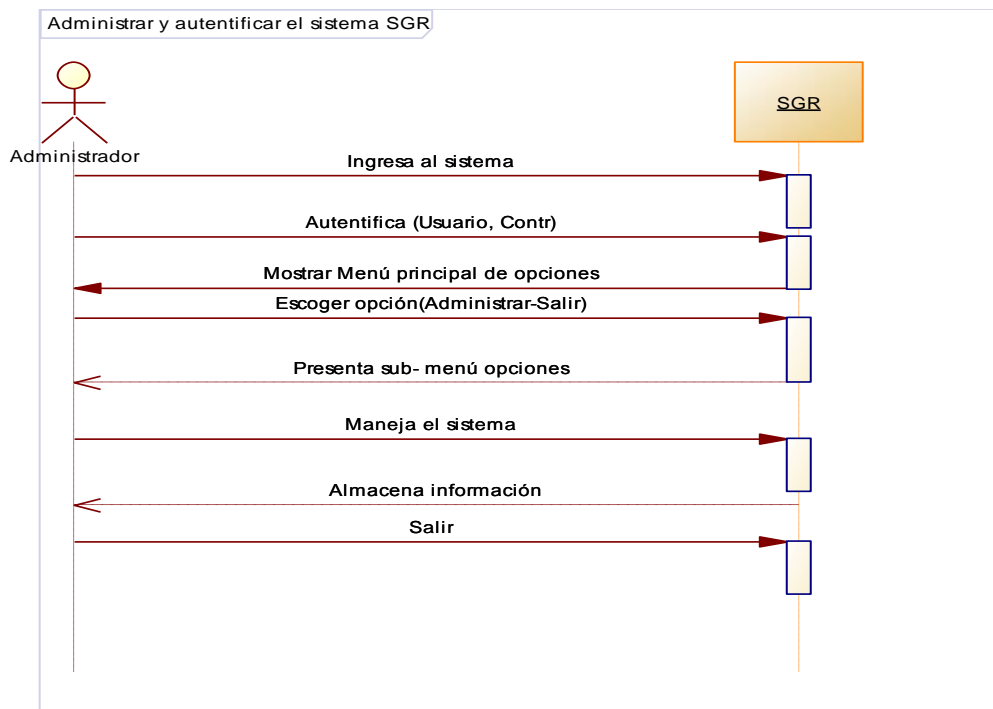 Administrar y autentificar el sistema SGR
SGR
Administrador
Ingresa al sistema
Autentifica (Usuario, Contr)
Mostrar Menú principal de opciones
Escoger opción(Administrar-Salir)
Presenta sub- menú opciones
Maneja el sistema
Almacena información
Salir